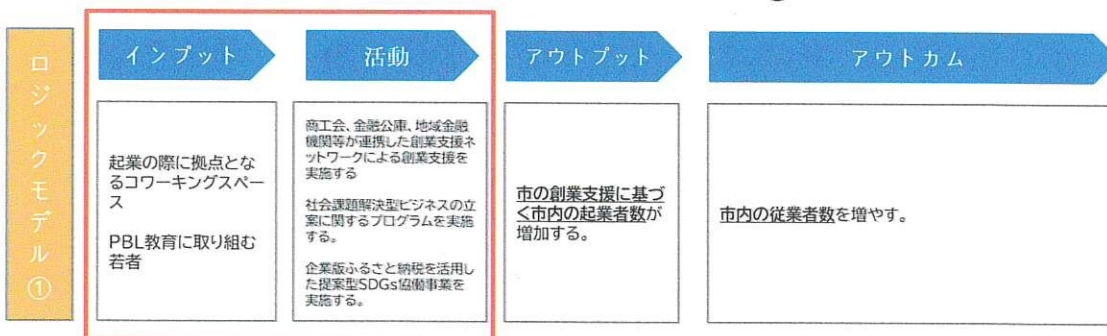 ロジックモデル①
インプット
活動
アウトプット
アウトカム
起業の際に拠点とな
るコワーキングスペー
ス
PBL教育に取り組む
若者
商工会、金融公庫、地域金融
機関等が連携した創業支援ネ
ットワークによる創業支援を
実施する
社会課題解決型ビジネスの立
案に関するプログラムを実施
する。
企業版ふるさと納税を活用し
た提案型SDGs協働事業を
実施する。
市の創業支援に基づ
く市内の起業者数が
増加する。
市内の従業者数を増やす。